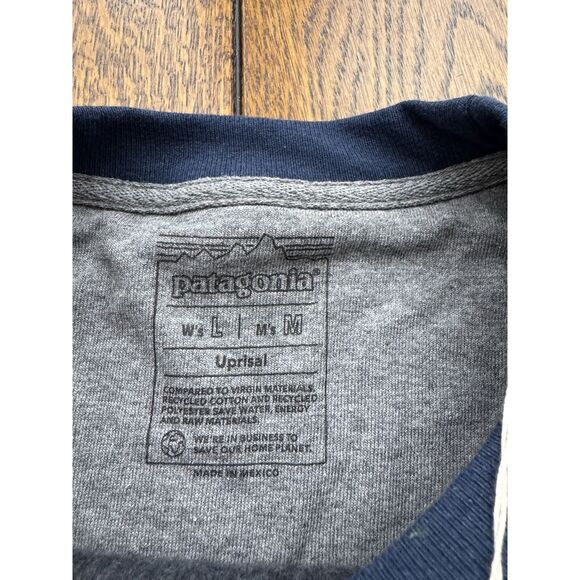 patagonia®
W's L | M's M
Uprisal
COMPARED TO VIRGIN MATERIALS,
RECYCLED COTTON AND RECYCLED
POLYESTER SAVE WATER, ENERGY
AND RAW MATERIALS.
WE'RE IN BUSINESS TO
SAVE OUR HOME PLANET.
MADE IN MEXICO